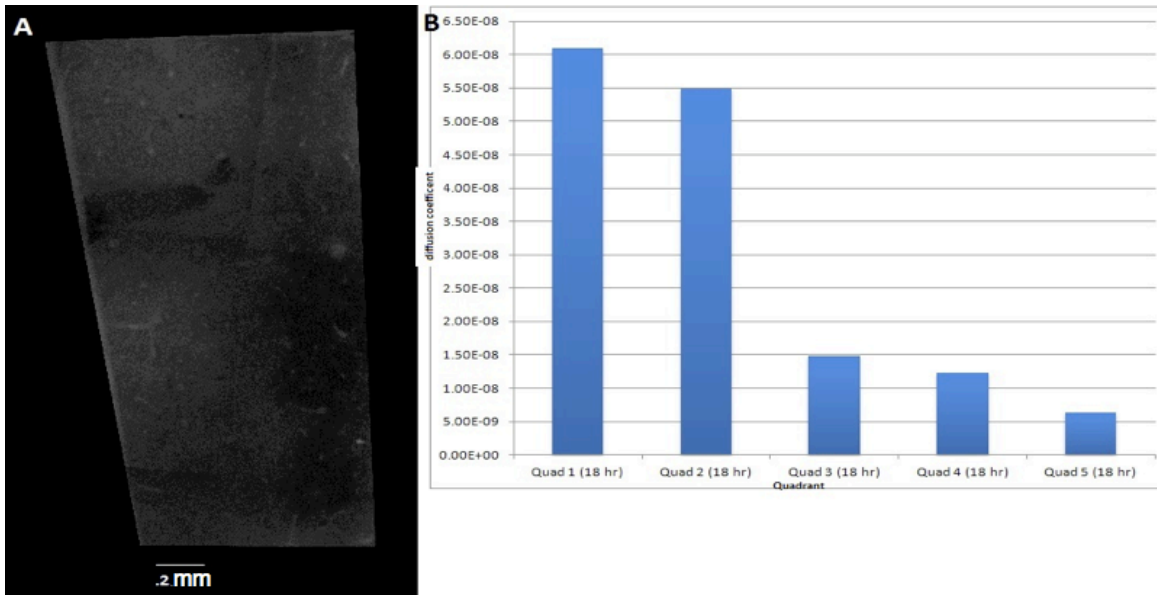 A
.2 mm
B
diffusion coefficent
6.50E-08
6.00E-08
5.50E-08
5.00E-08
4.50E-08
4.00E-08
3.50E-08
3.00E-08
2.50E-08
2.00E-08
1.50E-08
1.00E-08
5.00E-09
0.00E+00
Quad 1 (18 hr) Quad 2 (18 hr) Quad 3 (18 hr) Quad 4 (18 hr) Quad 5 (18 hr)
Quadrant